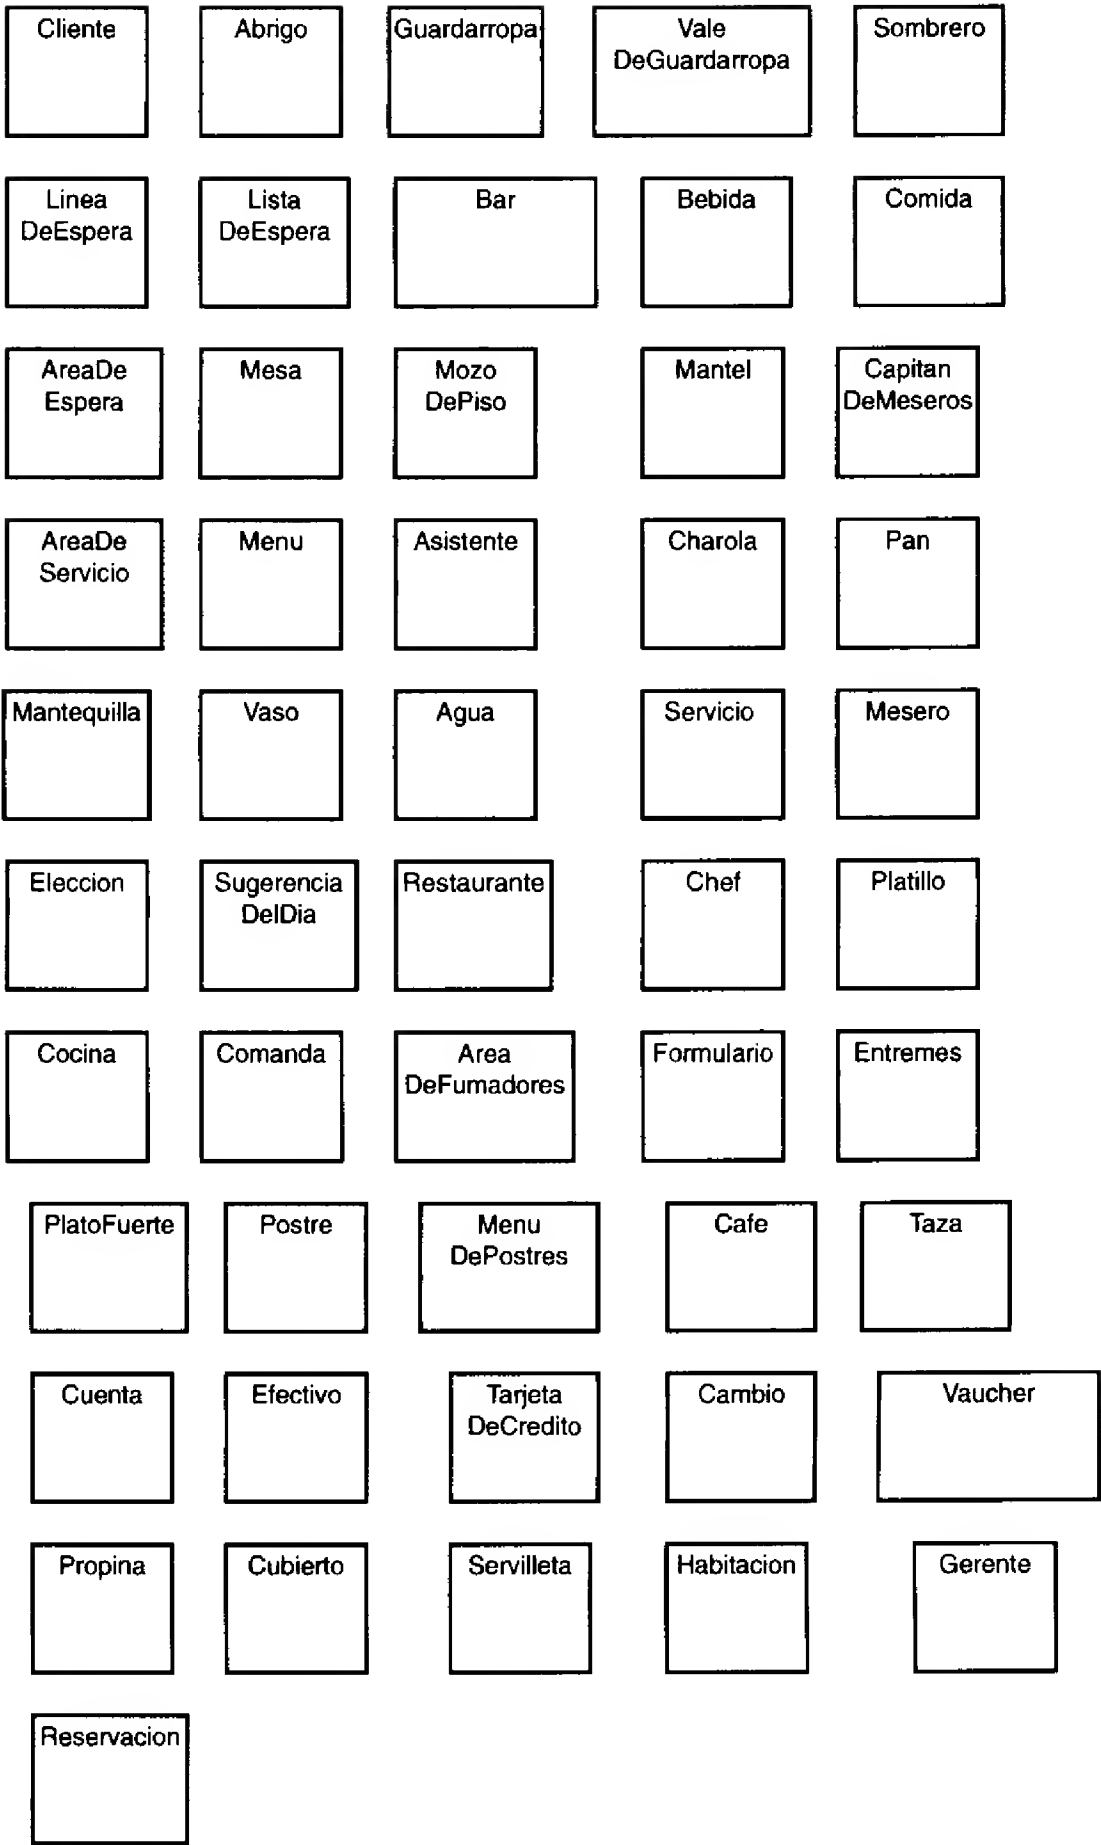 Cliente
Abrigo
Guardarropa
Vale
DeGuardarropa
Sombrero
Linea
DeEspera
Lista
DeEspera
Bar
Bebida
Comida
AreaDe
Espera
Mesa
Mozo
DePiso
Mantel
Capitan
DeMeseros
AreaDe
Servicio
Menu
Asistente
Charola
Pan
Mantequilla
Vaso
Agua
Servicio
Mesero
Eleccion
Sugerencia
DelDia
Restaurante
Chef
Platillo
Cocina
Comanda
Area
DeFumadores
Formulario
Entremes
PlatoFuerte
Postre
Menu
DePostres
Cafe
Taza
Cuenta
Efectivo
Tarjeta
DeCredito
Cambio
Vaucher
Propina
Cubierto
Servilleta
Habitacion
Gerente
Reservacion